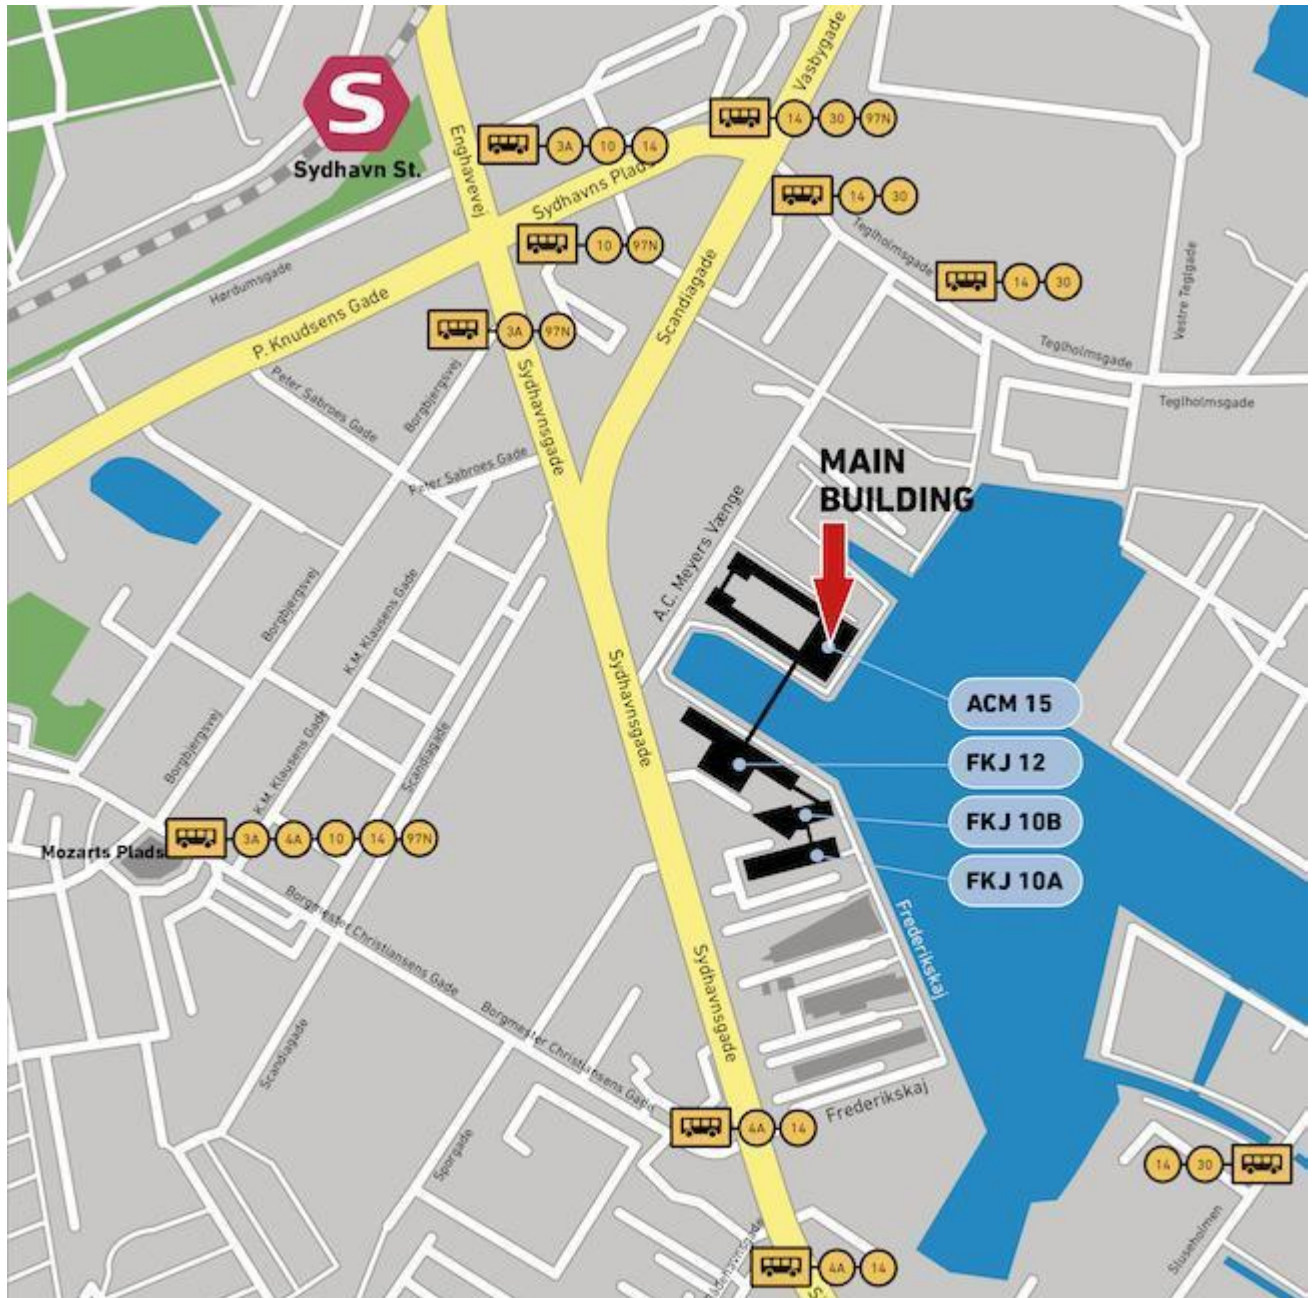 Vasbygade
S
Sydhavn St.
Enghavevej
3A 10 14
14 30 97N
Sydhavns Plads
14 30
10 97N
Teglholmsgade
14 30
Hørdumsgade
P. Knudsens Gade
3A 97N
Scandiagade
Vestre Teglgade
Teglholmsgade
Teglholmsgade
Peter Sabroes Gade
Borgbjergsvej
Sydhavnsgade
Peter Sabroes Gade
MAIN
BUILDING
A.C. Meyers Vænge
Borgbjergsvej
K.M. Klausens Gade
Sydhavnsgade
ACM 15
Borgbjergsvej
K.M. Klausens Gade
Scandiagade
FKJ 12
FKJ 10B
Mozarts Plads
3A 4A 10 14 97N
FKJ 10A
Borgmester Christiansens Gade
Frederikskaj
Sydhavnsgade
Borgmester Christiansens Gade
Scandiagade
Frederikskaj
4A 14
Sporgade
14 30
Sluseholmen
4A 14
S